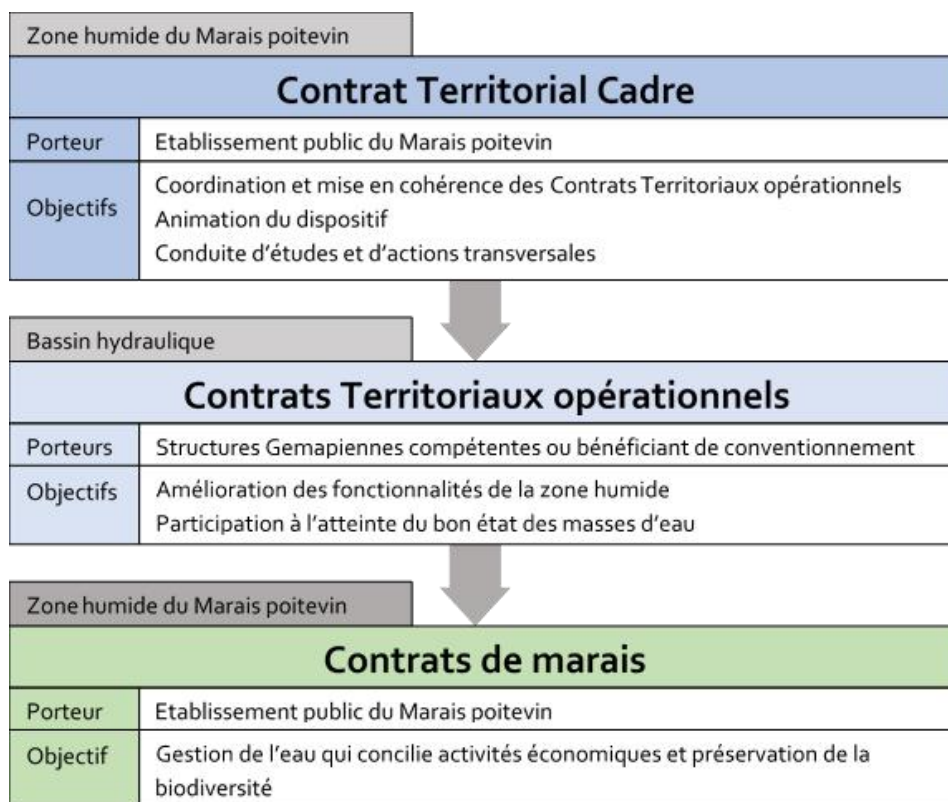 Zone humide du Marais poitevin
Contrat Territorial Cadre
Porteur
Etablissement public du Marais poitevin
Objectifs
Coordination et mise en cohérence des Contrats Territoriaux opérationnels
Animation du dispositif
Conduite d'études et d'actions transversales
Bassin hydraulique
Contrats Territoriaux opérationnels
Porteurs
Structures Gemapiennes compétentes ou bénéficiant de conventionnement
Objectifs
Amélioration des fonctionnalités de la zone humide
Participation à l'atteinte du bon état des masses d'eau
Zone humide du Marais poitevin
Contrats de marais
Porteur
Etablissement public du Marais poitevin
Objectif
Gestion de l'eau qui concilie activités économiques et préservation de la
biodiversité